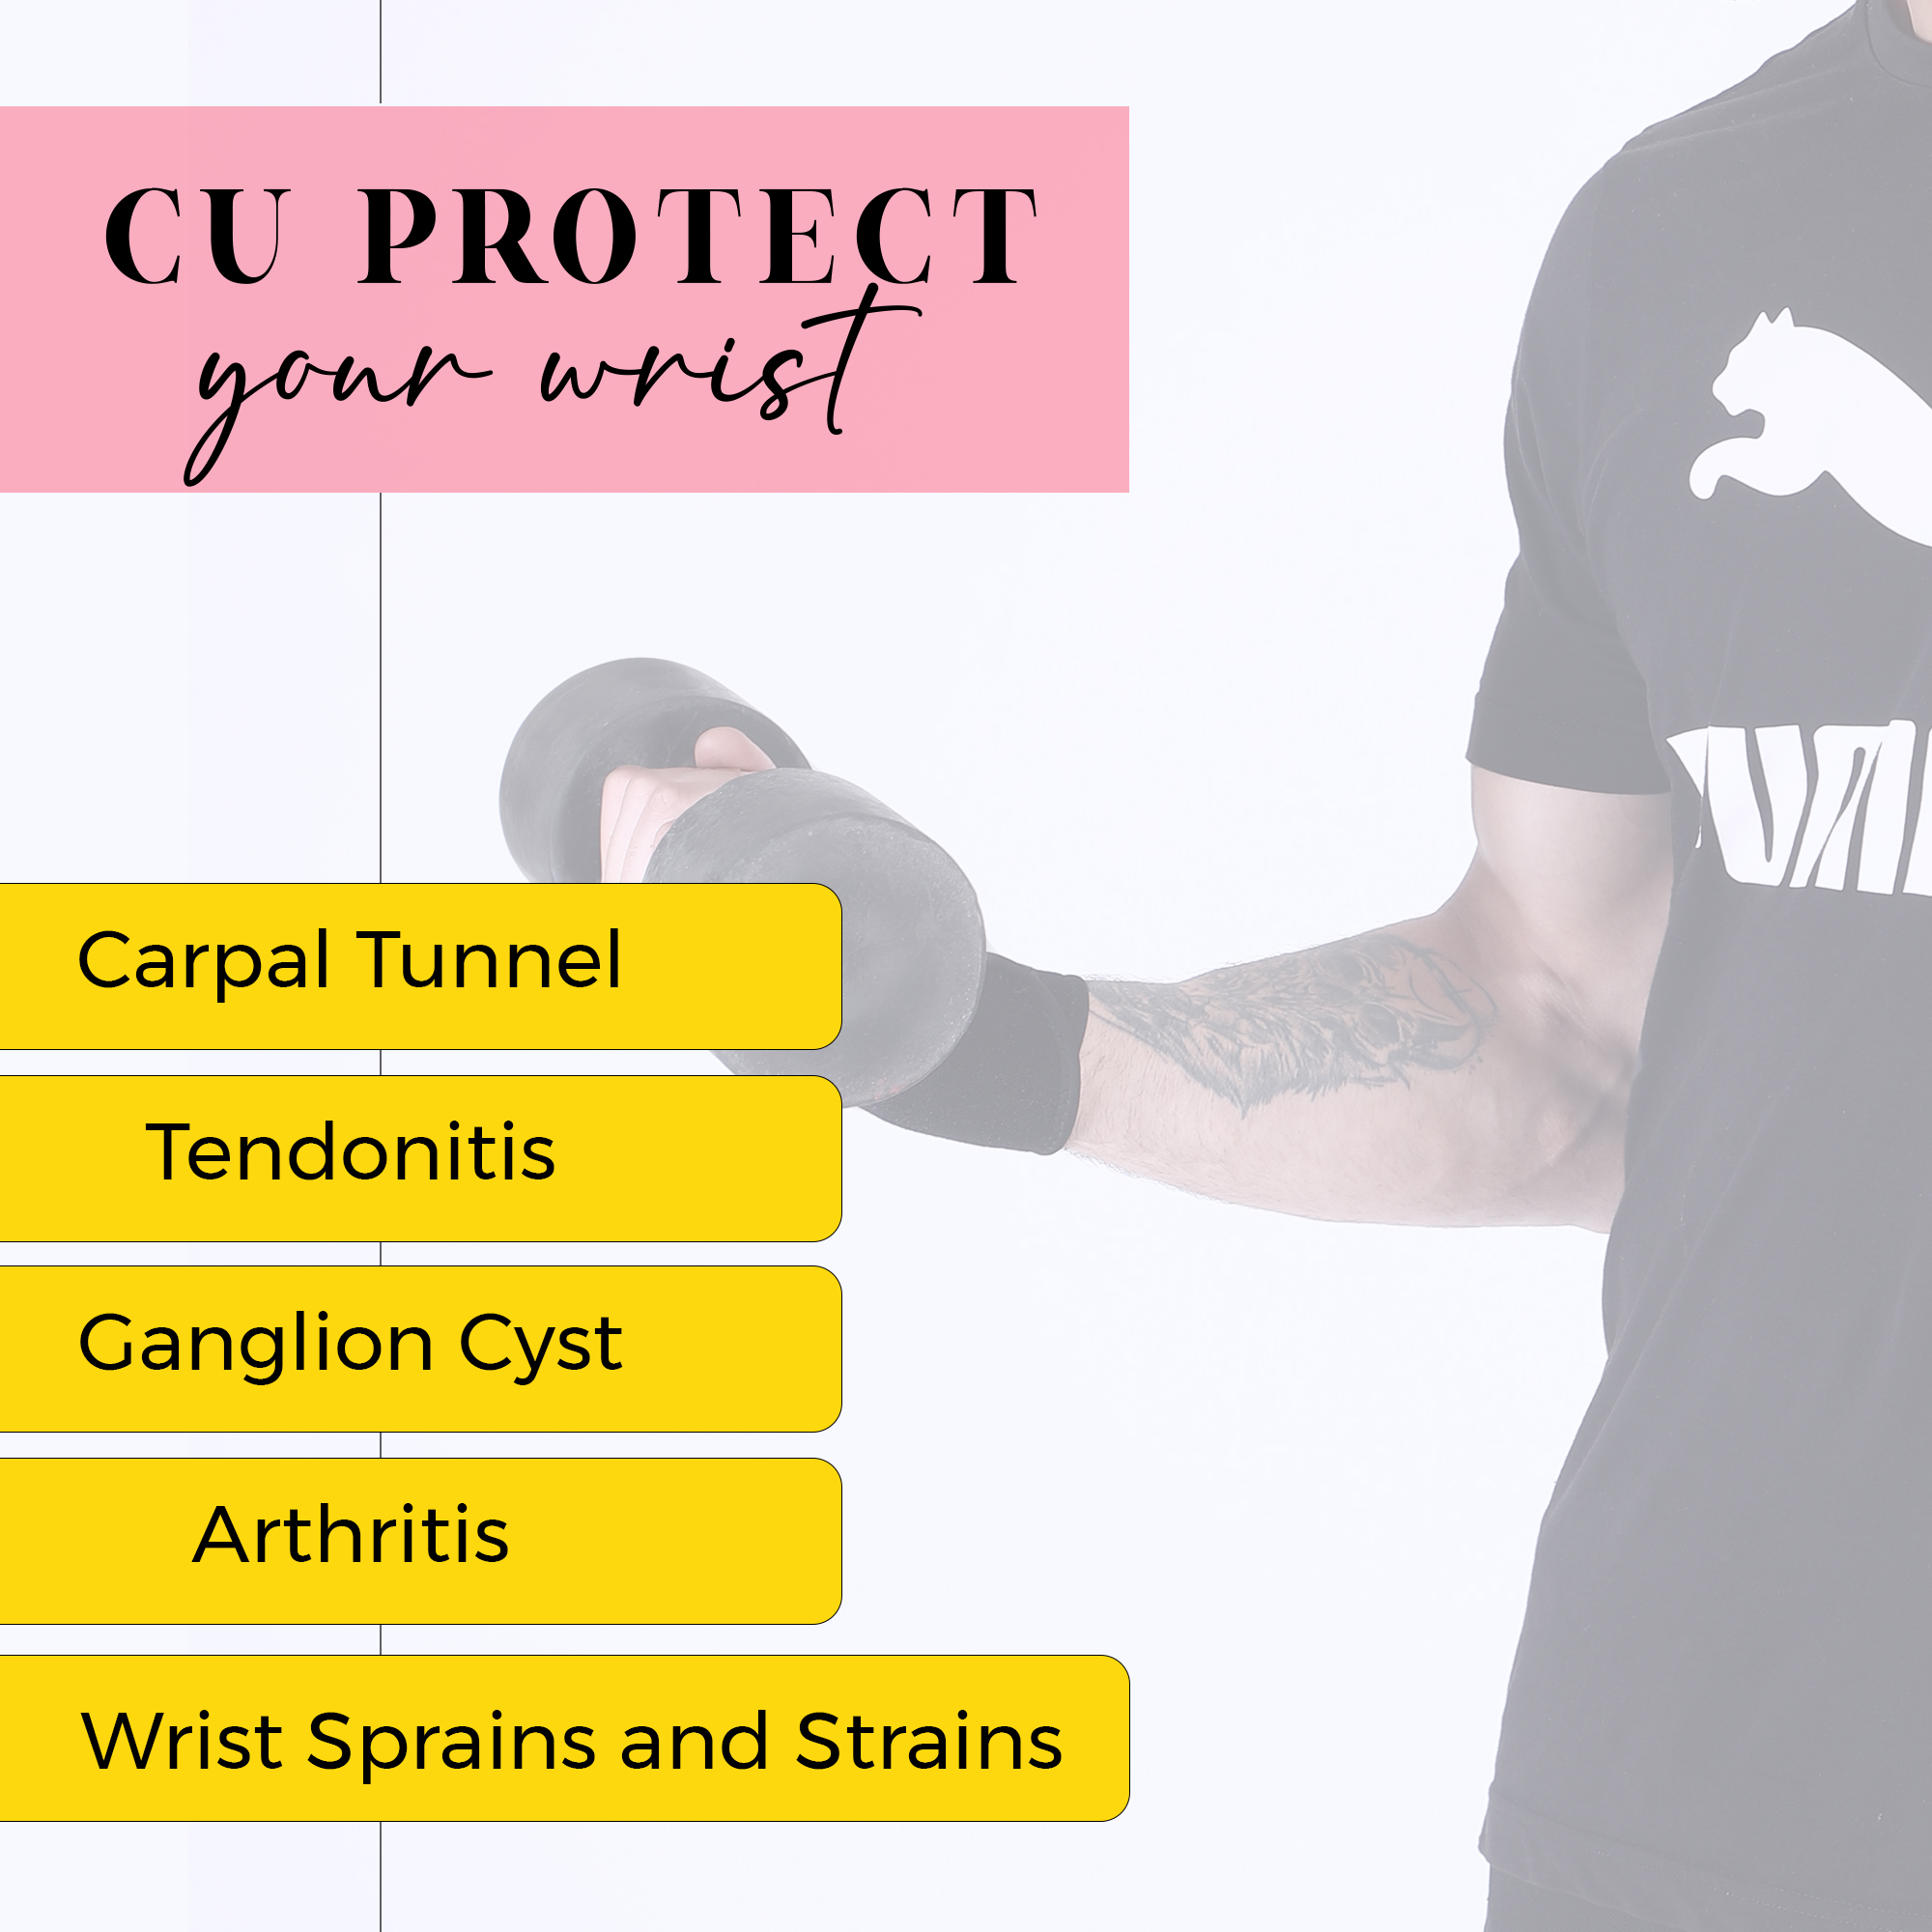 CU PROTECT
your wrist
Carpal Tunnel
Tendonitis
Ganglion Cyst
Arthritis
Wrist Sprains and Strains